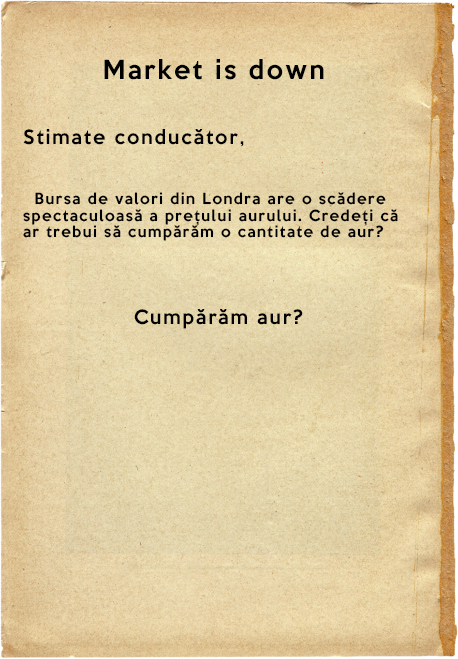 Market is down
Stimate conducător,
Bursa de valori din Londra are o scădere
spectaculoasă a prețului aurului. Credeți că
ar trebui să cumpărăm o cantitate de aur?
Cumpărăm aur?